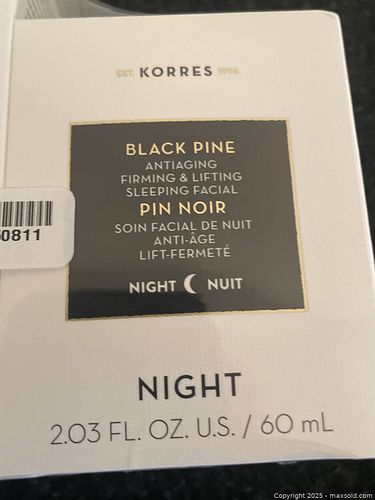 EST. KORRES 1996
BLACK PINE
ANTIAGING
FIRMING & LIFTING
SLEEPING FACIAL
PIN NOIR
SOIN FACIAL DE NUIT
ANTI-ÂGE
LIFT-FERMETÉ
NIGHT NUIT
0811
NIGHT
2.03 FL. OZ. U.S. / 60 mL
Copyright 2025 - maxsold.com